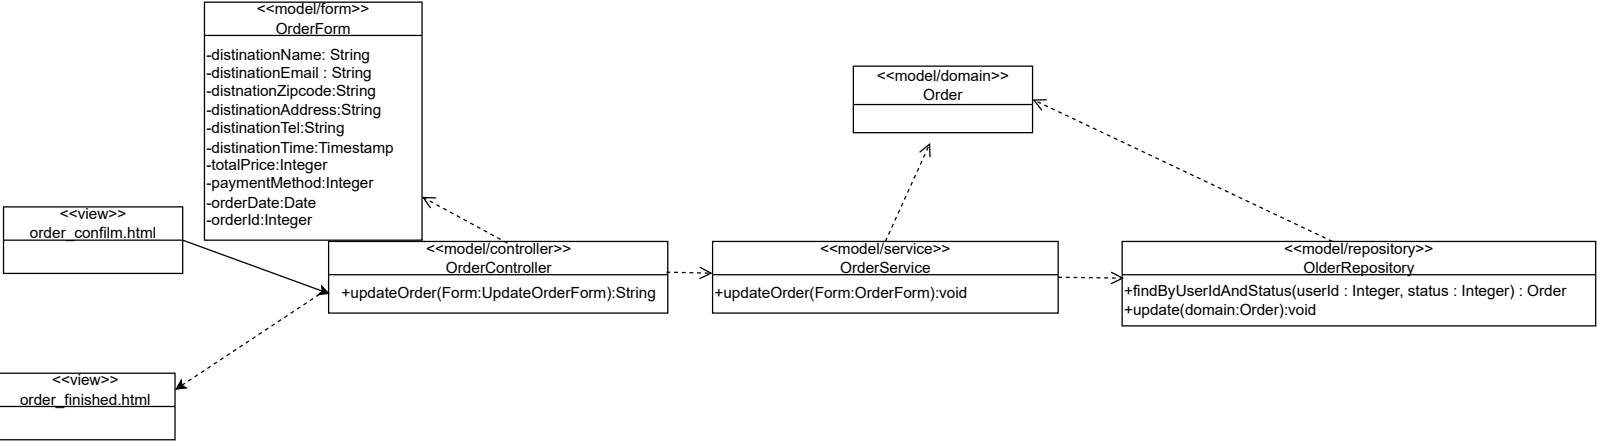 <<model/form>>
OrderForm
-distinationName: String
-distinationEmail : String
-distnationZipcode:String
-distinationAddress:String
-distinationTel:String
-distinationTime:Timestamp
-totalPrice:Integer
-paymentMethod:Integer
-orderDate:Date
-orderId:Integer
<<model/domain>>
Order
<<view>>
order_confilm.html
<<model/controller>>
OrderController
+updateOrder(Form:UpdateOrderForm):String
<<model/service>>
OrderService
+updateOrder(Form:OrderForm):void
<<model/repository>>
OlderRepository
+findByUserIdAndStatus(userId : Integer, status : Integer) : Order
+update(domain:Order):void
<<view>>
order_finished.html